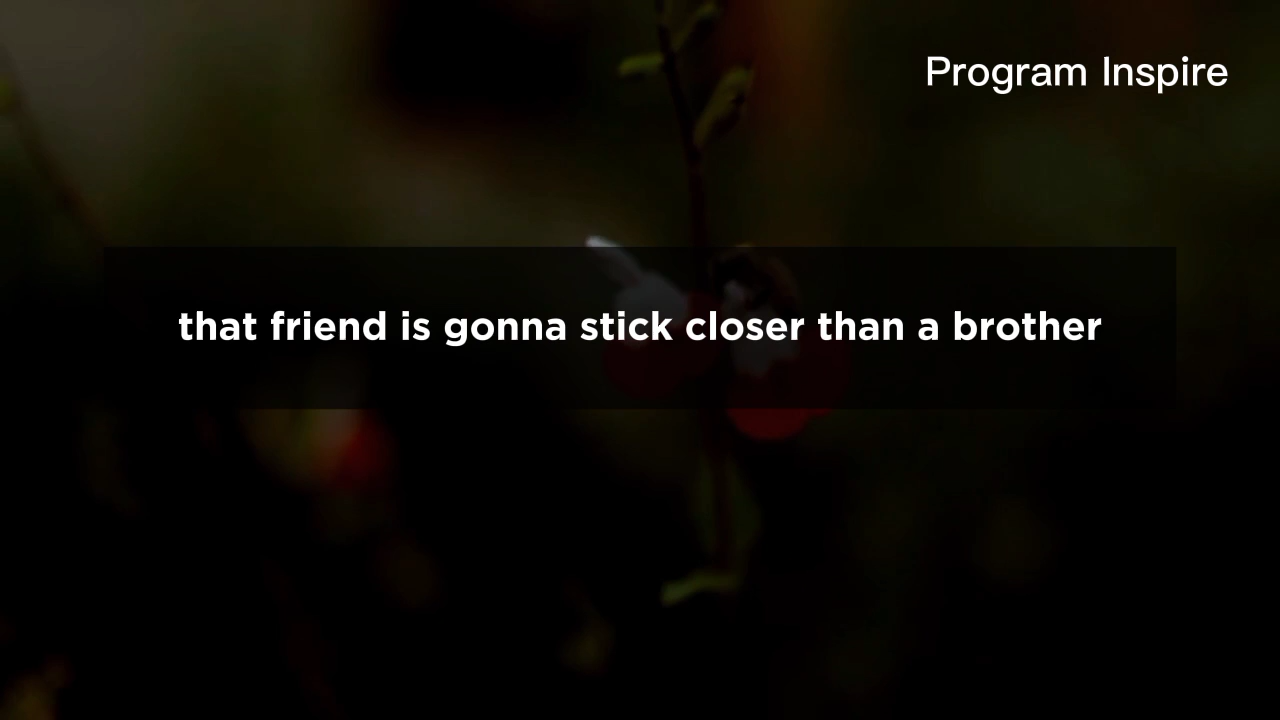 Program Inspire
that friend is gonna stick closer than a brother